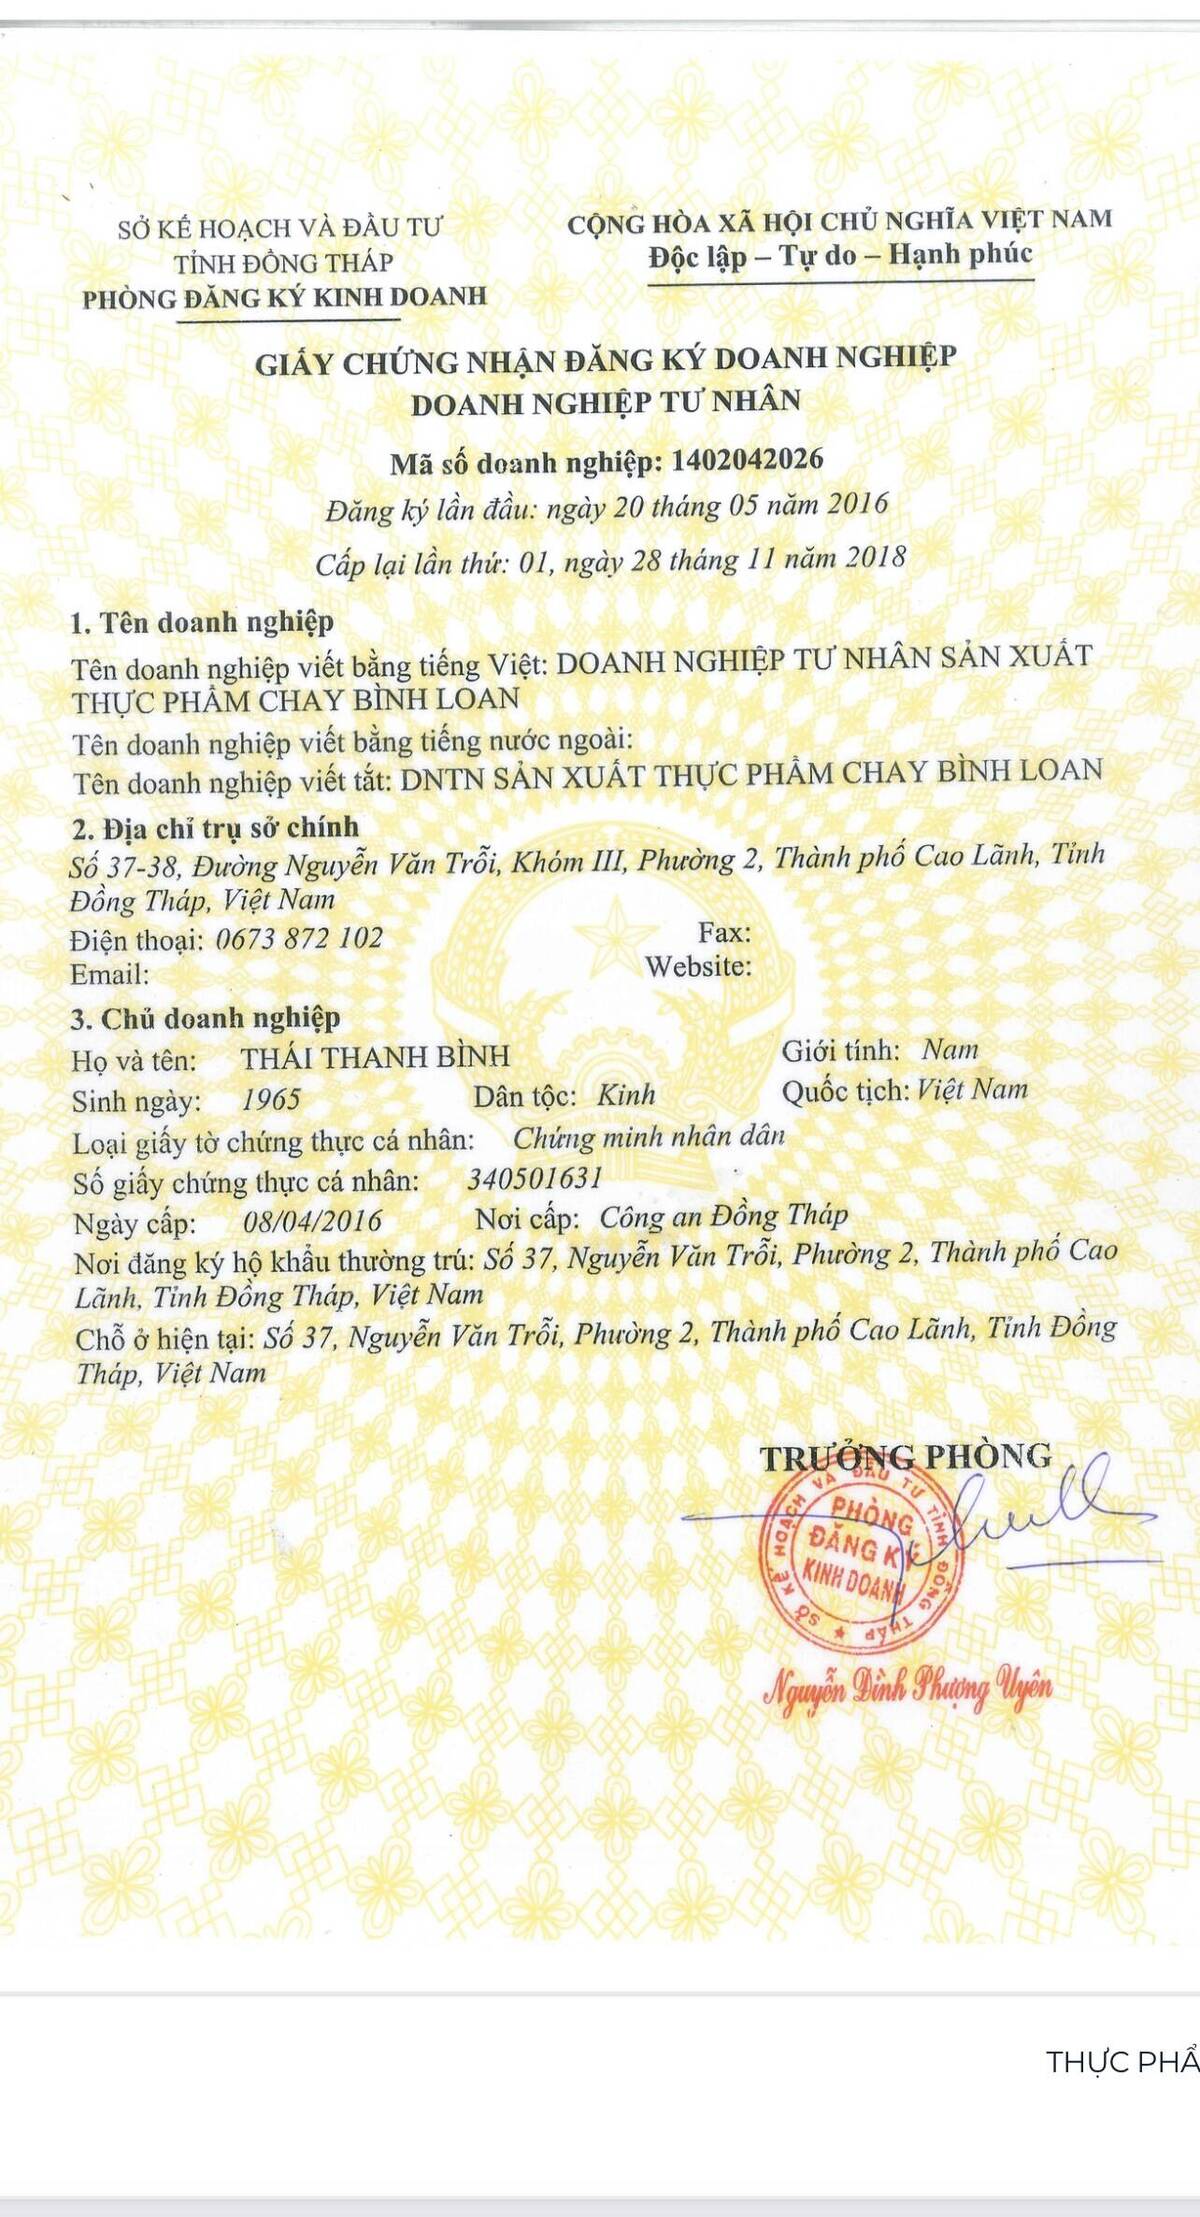 SỞ KẾ HOẠCH VÀ ĐẦU TƯ
TỈNH ĐỒNG THÁP
PHÒNG ĐĂNG KÝ KINH DOANH
CỘNG HÒA XÃ HỘI CHỦ NGHĨA VIỆT NAM
Độc lập – Tự do – Hạnh phúc
GIẤY CHỨNG NHẬN ĐĂNG KÝ DOANH NGHIỆP
DOANH NGHIỆP TƯ NHÂN
Mã số doanh nghiệp: 1402042026
Đăng ký lần đầu: ngày 20 tháng 05 năm 2016
Cấp lại lần thứ: 01, ngày 28 tháng 11 năm 2018
1. Tên doanh nghiệp
Tên doanh nghiệp viết bằng tiếng Việt: DOANH NGHIỆP TƯ NHÂN SẢN XUẤT
THỰC PHẨM CHAY BÌNH LOAN
Tên doanh nghiệp viết bằng tiếng nước ngoài:
Tên doanh nghiệp viết tắt: DNTN SẢN XUẤT THỰC PHẨM CHAY BÌNH LOAN
2. Địa chỉ trụ sở chính
Số 37-38, Đường Nguyễn Văn Trỗi, Khóm III, Phường 2, Thành phố Cao Lãnh, Tỉnh
Đồng Tháp, Việt Nam
Điện thoại: 0673 872 102 Fax:
Email: Website:
3. Chủ doanh nghiệp
Họ và tên: THÁI THANH BÌNH Giới tính: Nam
Sinh ngày: 1965 Dân tộc: Kinh Quốc tịch: Việt Nam
Loại giấy tờ chứng thực cá nhân: Chứng minh nhân dân
Số giấy chứng thực cá nhân: 340501631
Ngày cấp: 08/04/2016 Nơi cấp: Công an Đồng Tháp
Nơi đăng ký hộ khẩu thường trú: Số 37, Nguyễn Văn Trỗi, Phường 2, Thành phố Cao
Lãnh, Tỉnh Đồng Tháp, Việt Nam
Chỗ ở hiện tại: Số 37, Nguyễn Văn Trỗi, Phường 2, Thành phố Cao Lãnh, Tỉnh Đồng
Tháp, Việt Nam
TRƯỞNG PHÒNG
SỞ KẾ HOẠCH VÀ ĐẦU TƯ TỈNH ĐỒNG THÁP
PHÒNG
ĐĂNG KÝ
KINH DOANH
Nguyễn Đình Phượng Uyên
THỰC PHẨ